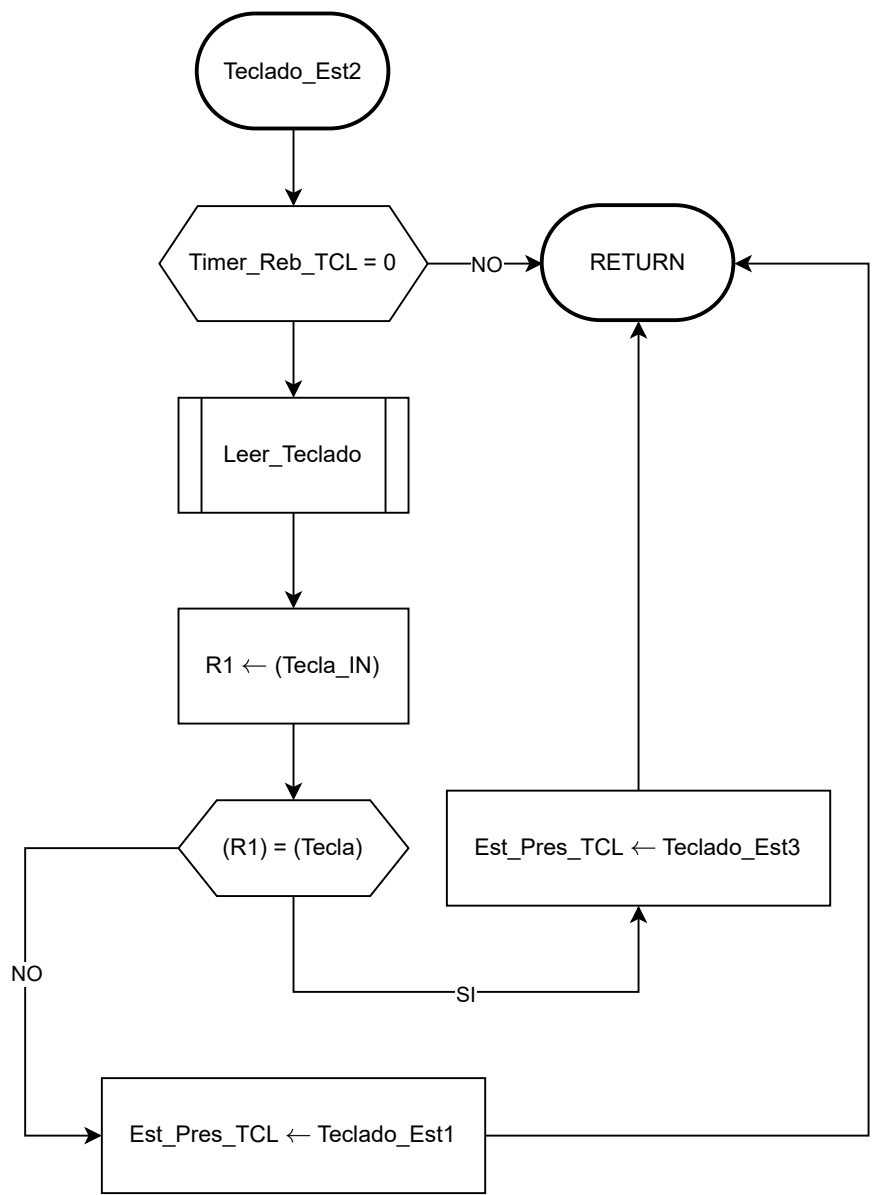 Teclado_Est2
Timer_Reb_TCL = 0
NO
RETURN
Leer_Teclado
R1 ← (Tecla_IN)
(R1) = (Tecla)
Est_Pres_TCL ← Teclado_Est3
NO
SI
Est_Pres_TCL ← Teclado_Est1